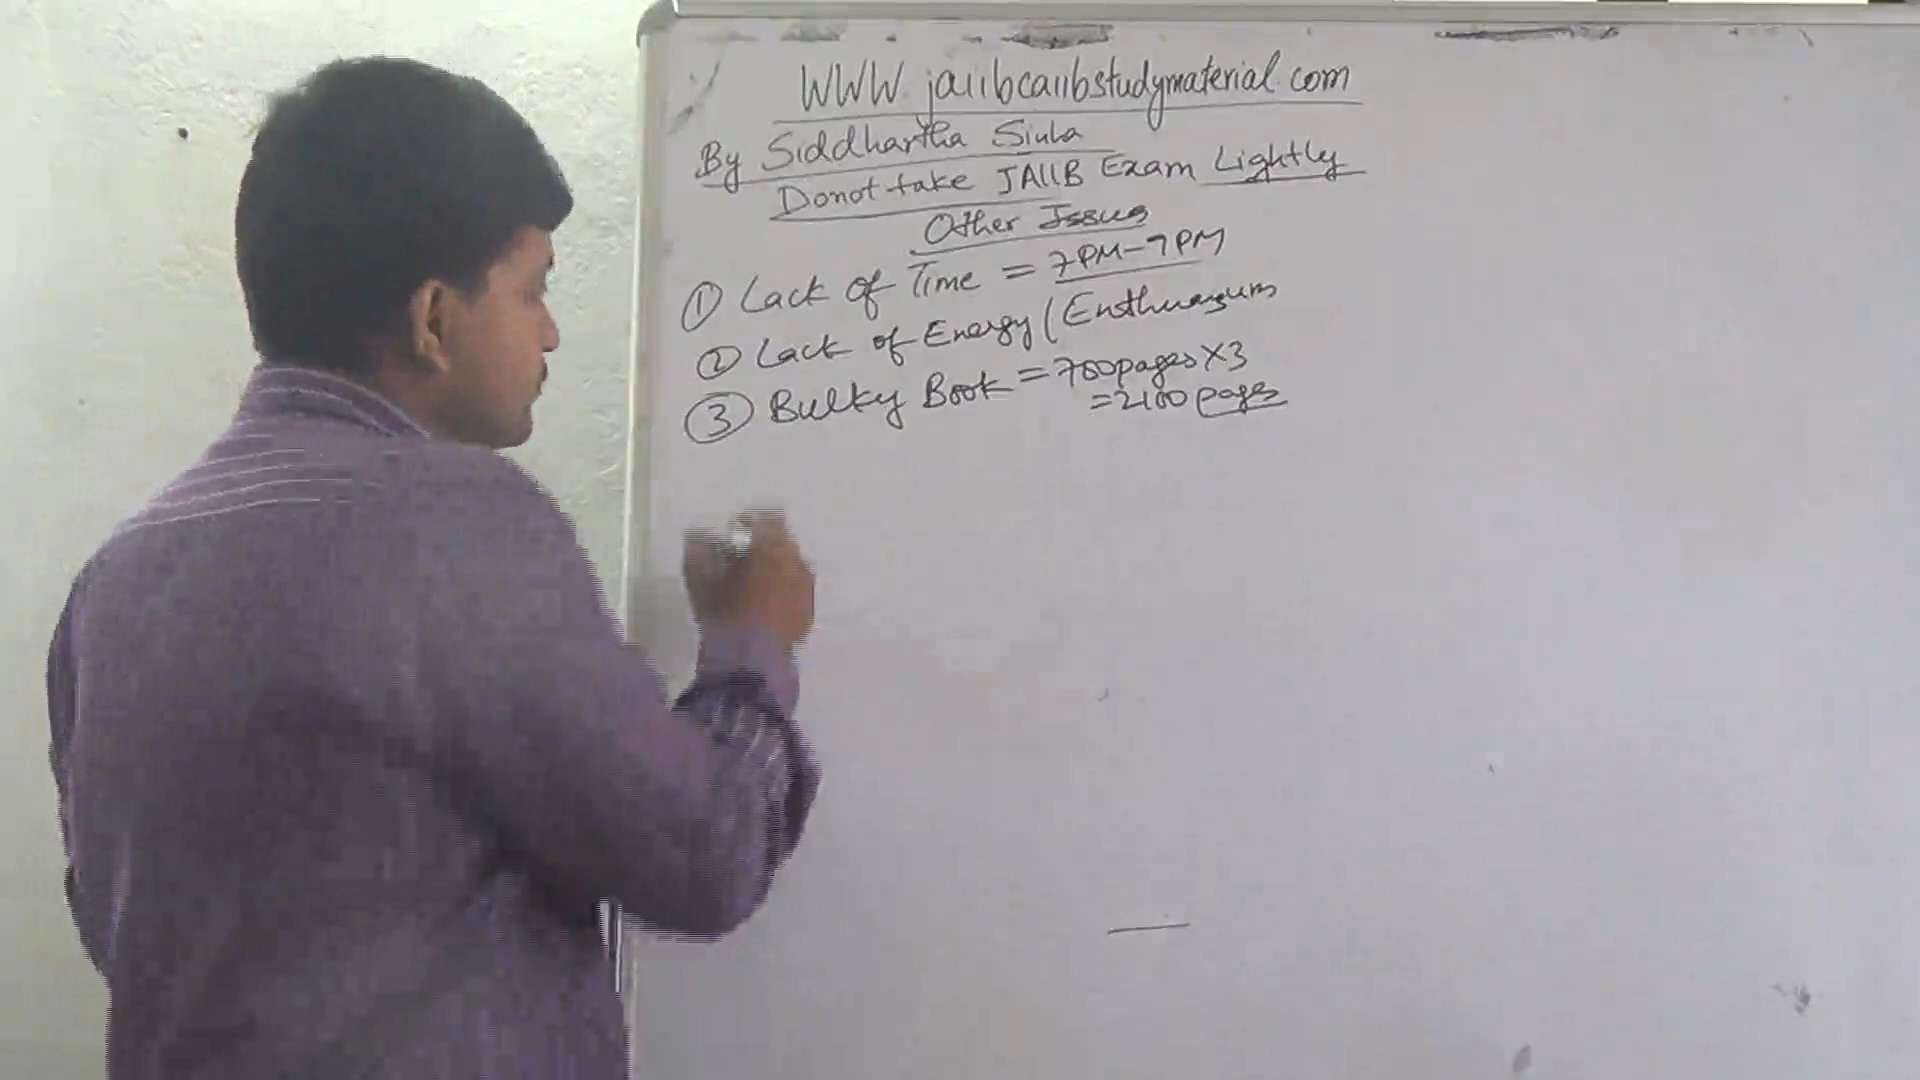 WWW.jaiibcaiibstudymaterial.com
By Siddhartha Sinha
Donot take JAIIB Exam Lightly
Other Issues
① Lack of Time = 7PM-7PM
② Lack of Energy (Ensthuasum
③ Bulky Book = 700pages X3
=2100 pages